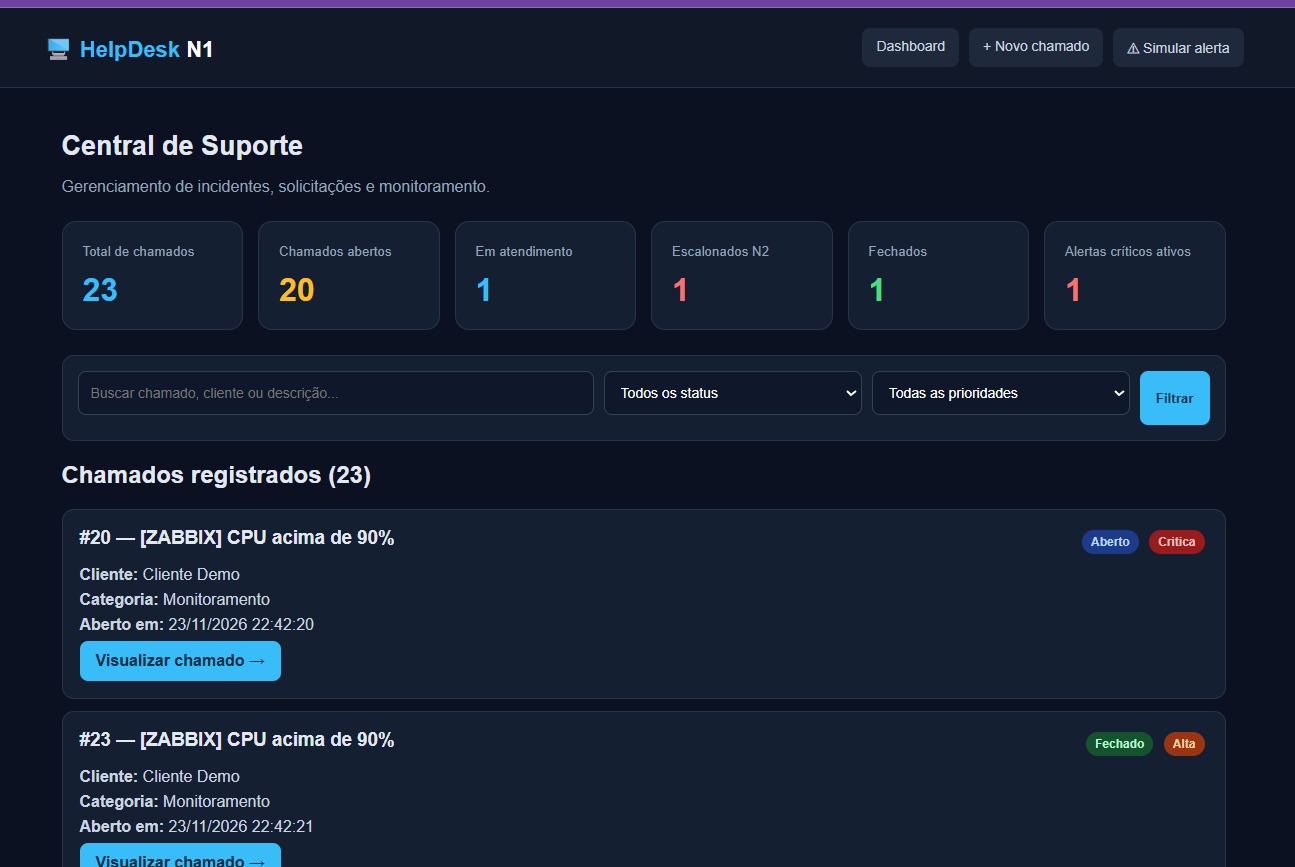 HelpDesk N1
Dashboard
+ Novo chamado
⚠ Simular alerta
Central de Suporte
Gerenciamento de incidentes, solicitações e monitoramento.
Total de chamados
23
Chamados abertos
20
Em atendimento
1
Escalonados N2
1
Fechados
1
Alertas críticos ativos
1
Buscar chamado, cliente ou descrição...
Todos os status
Todas as prioridades
Filtrar
Chamados registrados (23)
#20 — [ZABBIX] CPU acima de 90%
Aberto
Critica
Cliente: Cliente Demo
Categoria: Monitoramento
Aberto em: 23/11/2026 22:42:20
Visualizar chamado →
#23 — [ZABBIX] CPU acima de 90%
Fechado
Alta
Cliente: Cliente Demo
Categoria: Monitoramento
Aberto em: 23/11/2026 22:42:21
Visualizar chamado →